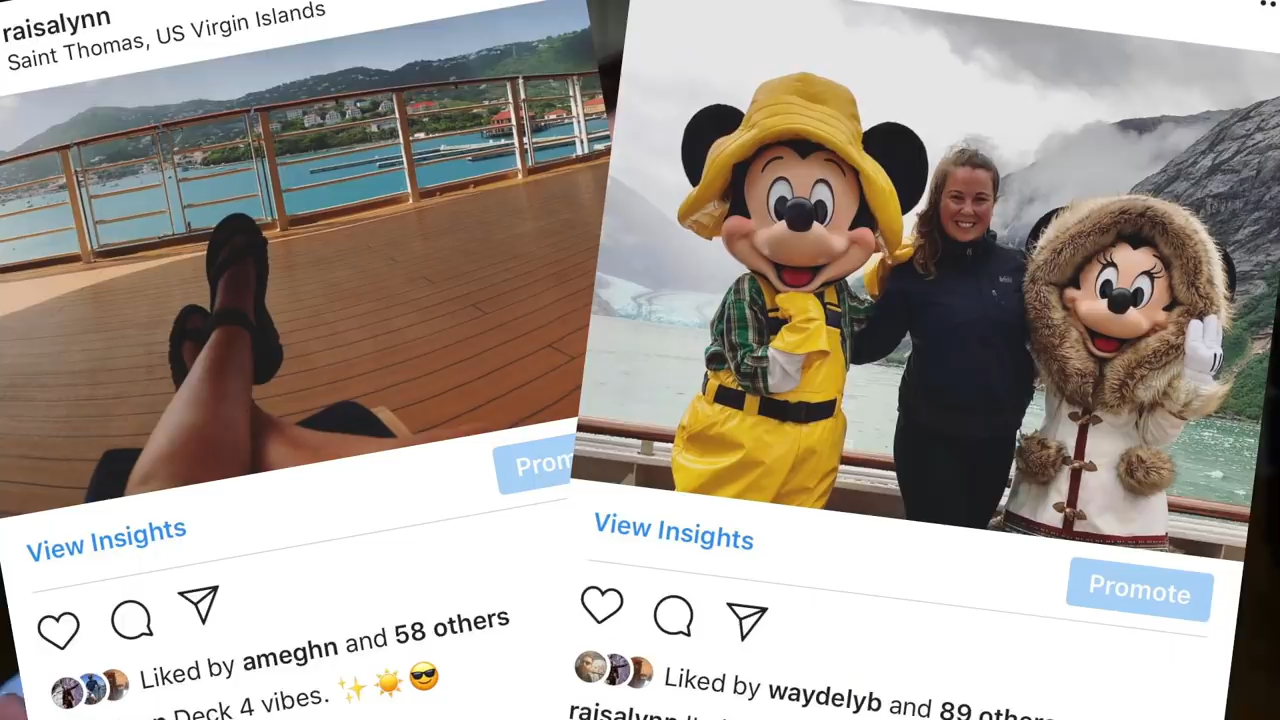 raisalynn
Saint Thomas, US Virgin Islands
View Insights
Liked by ameghn and 58 others
Deck 4 vibes. ✨☀️😎
View Insights
Promote
Liked by waydelyb and 89 others
raisalynn